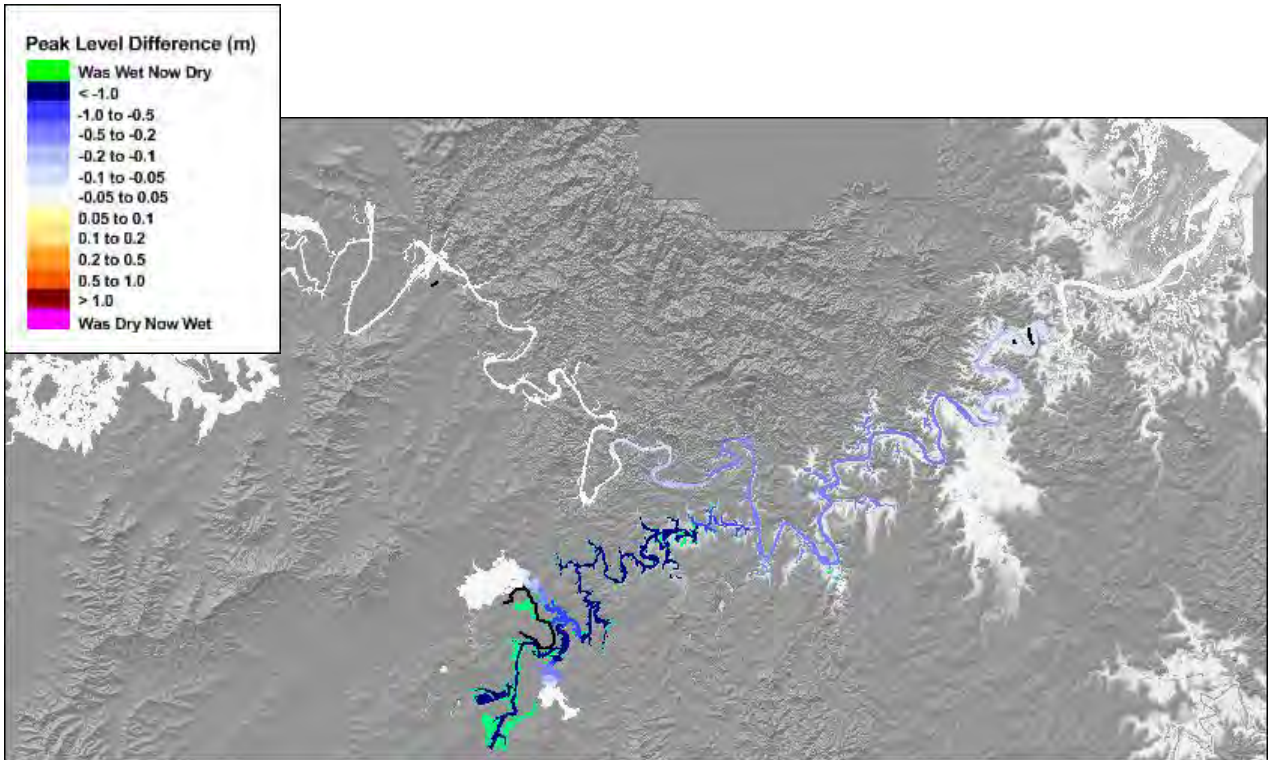 Peak Level Difference (m)
Was Wet Now Dry
< -1.0
-1.0 to -0.5
-0.5 to -0.2
-0.2 to -0.1
-0.1 to -0.05
-0.05 to 0.05
0.05 to 0.1
0.1 to 0.2
0.2 to 0.5
0.5 to 1.0
> 1.0
Was Dry Now Wet